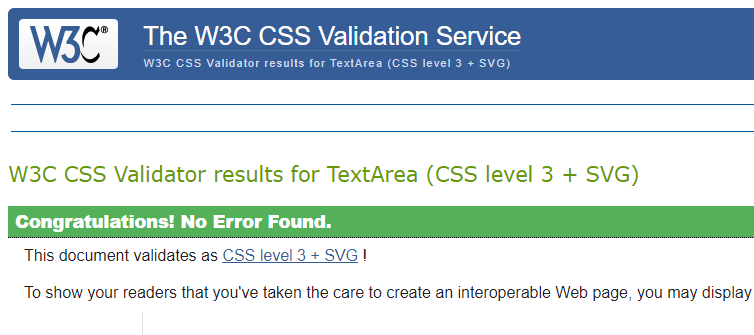 W3C®
The W3C CSS Validation Service
W3C CSS Validator results for TextArea (CSS level 3 + SVG)
W3C CSS Validator results for TextArea (CSS level 3 + SVG)
Congratulations! No Error Found.
This document validates as CSS level 3 + SVG !
To show your readers that you've taken the care to create an interoperable Web page, you may display